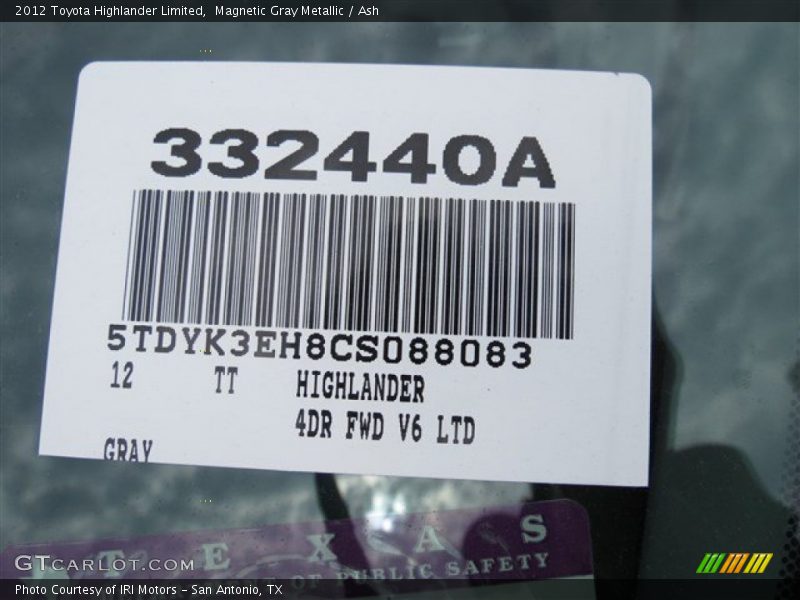 2012 Toyota Highlander Limited,  Magnetic Gray Metallic / Ash
332440A
5TDYK3EH8CS088083
12 TT HIGHLANDER
4DR FWD V6 LTD
GRAY
TEXAS
OF PUBLIC SAFETY
GTCARLOT.COM
Photo Courtesy of IRI Motors – San Antonio, TX